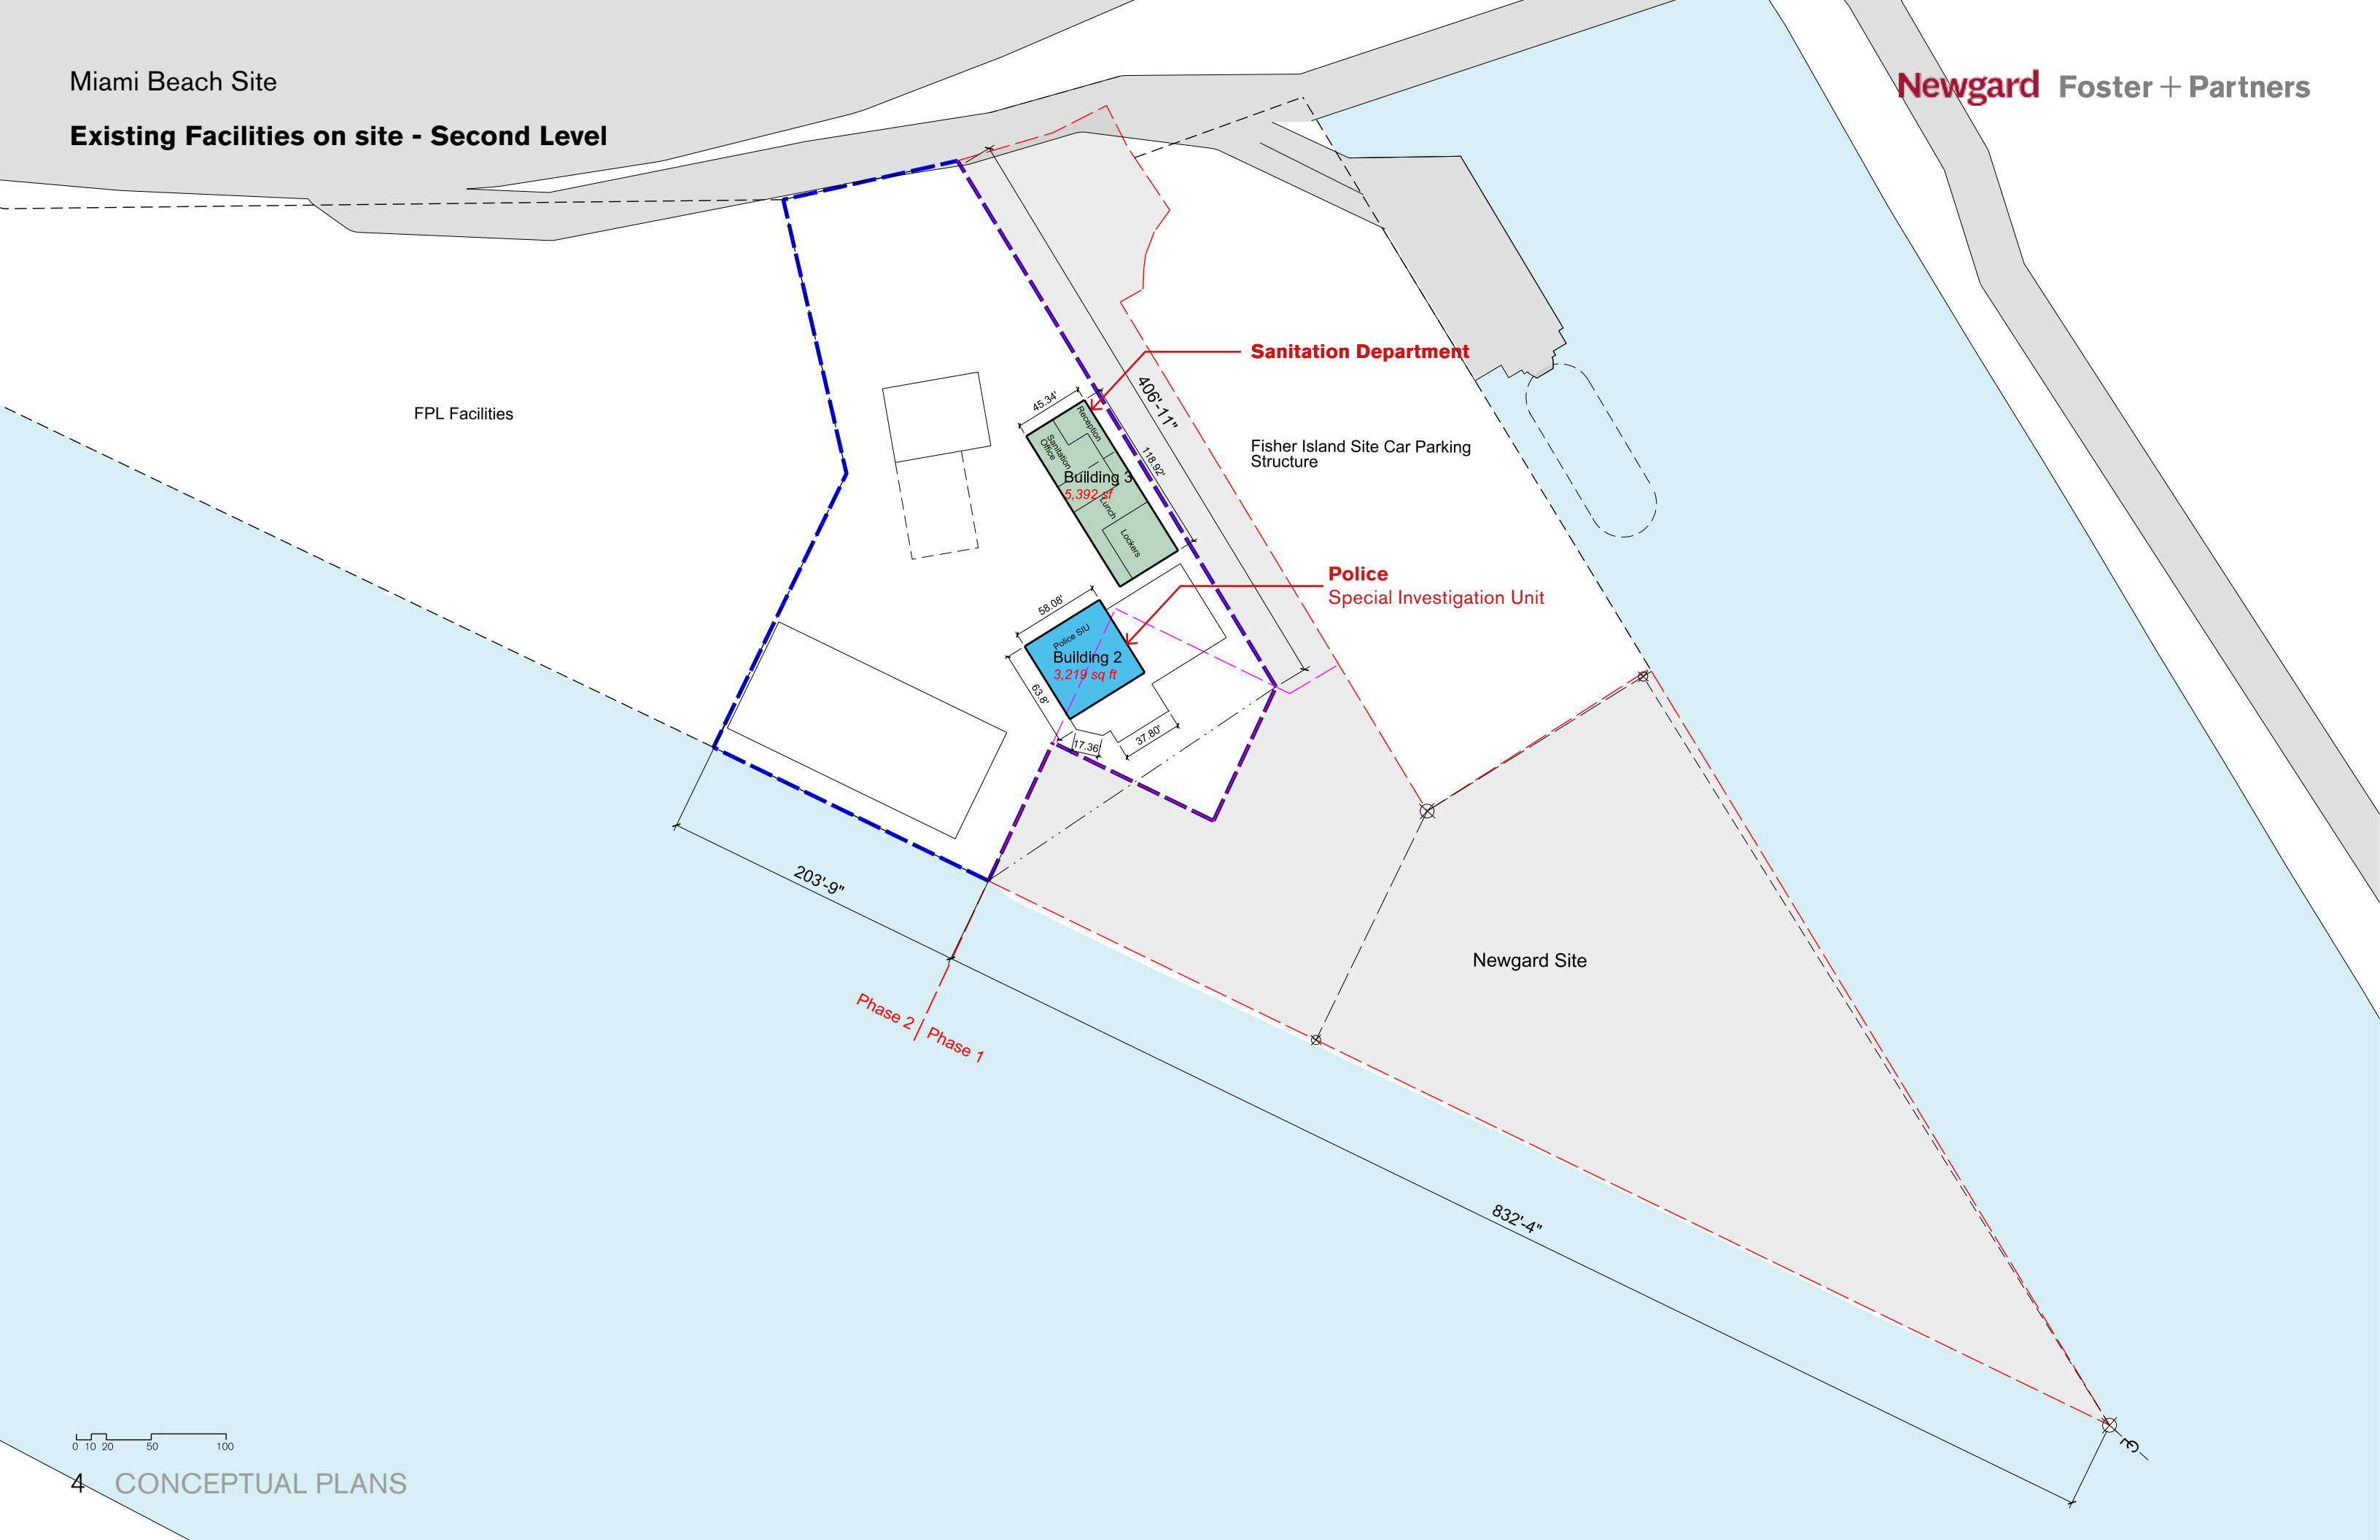 Miami Beach Site
Existing Facilities on site - Second Level
Newgard Foster + Partners
Sanitation Department
45.34'
406'-11"
Reception
Sanitation
Office
118.92'
Building 3
5,392 sf
Lunch
Lockers
FPL Facilities
Fisher Island Site Car Parking
Structure
Police
Special Investigation Unit
58.08'
Police SIU
Building 2
3,219 sq ft
63.8'
17.36'
37.80'
203'-9"
Newgard Site
Phase 2
Phase 1
832'-4"
0 10 20 50 100
4 CONCEPTUAL PLANS